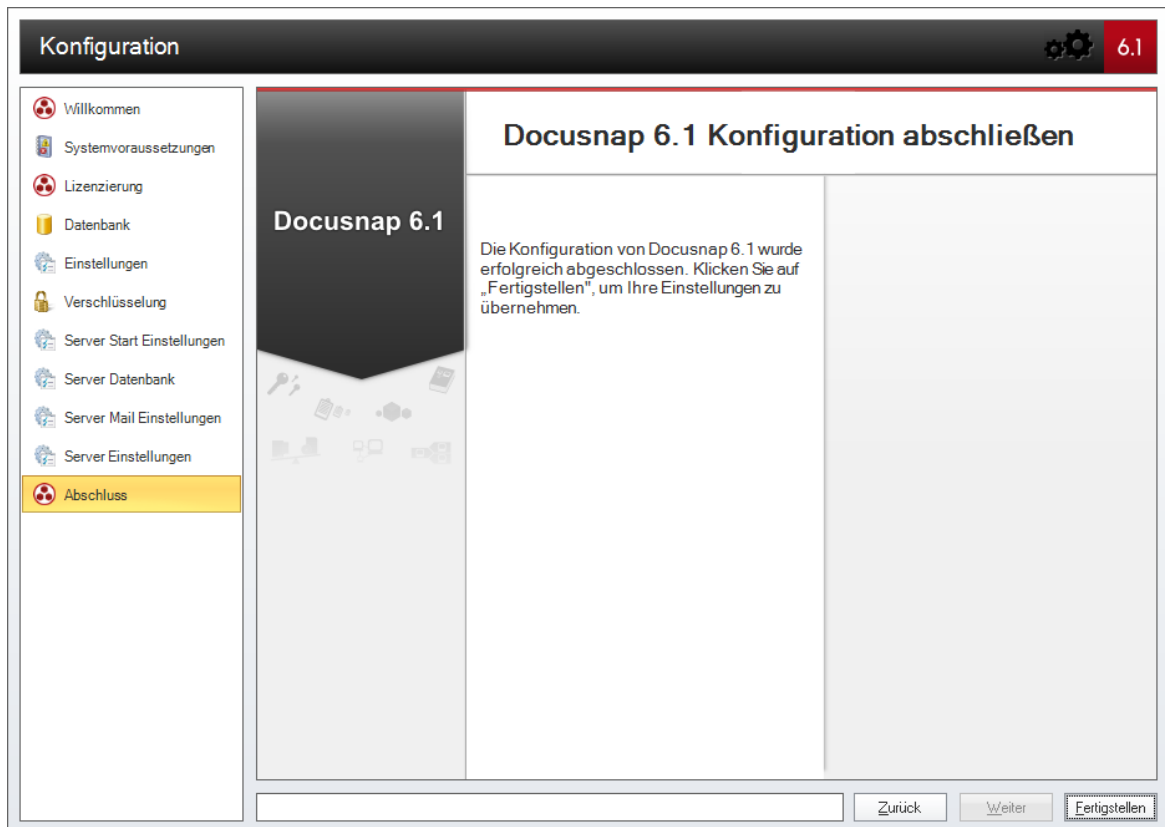 Konfiguration
6.1
Willkommen
Systemvoraussetzungen
Lizenzierung
Datenbank
Einstellungen
Verschlüsselung
Server Start Einstellungen
Server Datenbank
Server Mail Einstellungen
Server Einstellungen
Abschluss
Docusnap 6.1
Docusnap 6.1 Konfiguration abschließen
Die Konfiguration von Docusnap 6.1 wurde
erfolgreich abgeschlossen. Klicken Sie auf
„Fertigstellen", um Ihre Einstellungen zu
übernehmen.
Zurück
Weiter
Fertigstellen